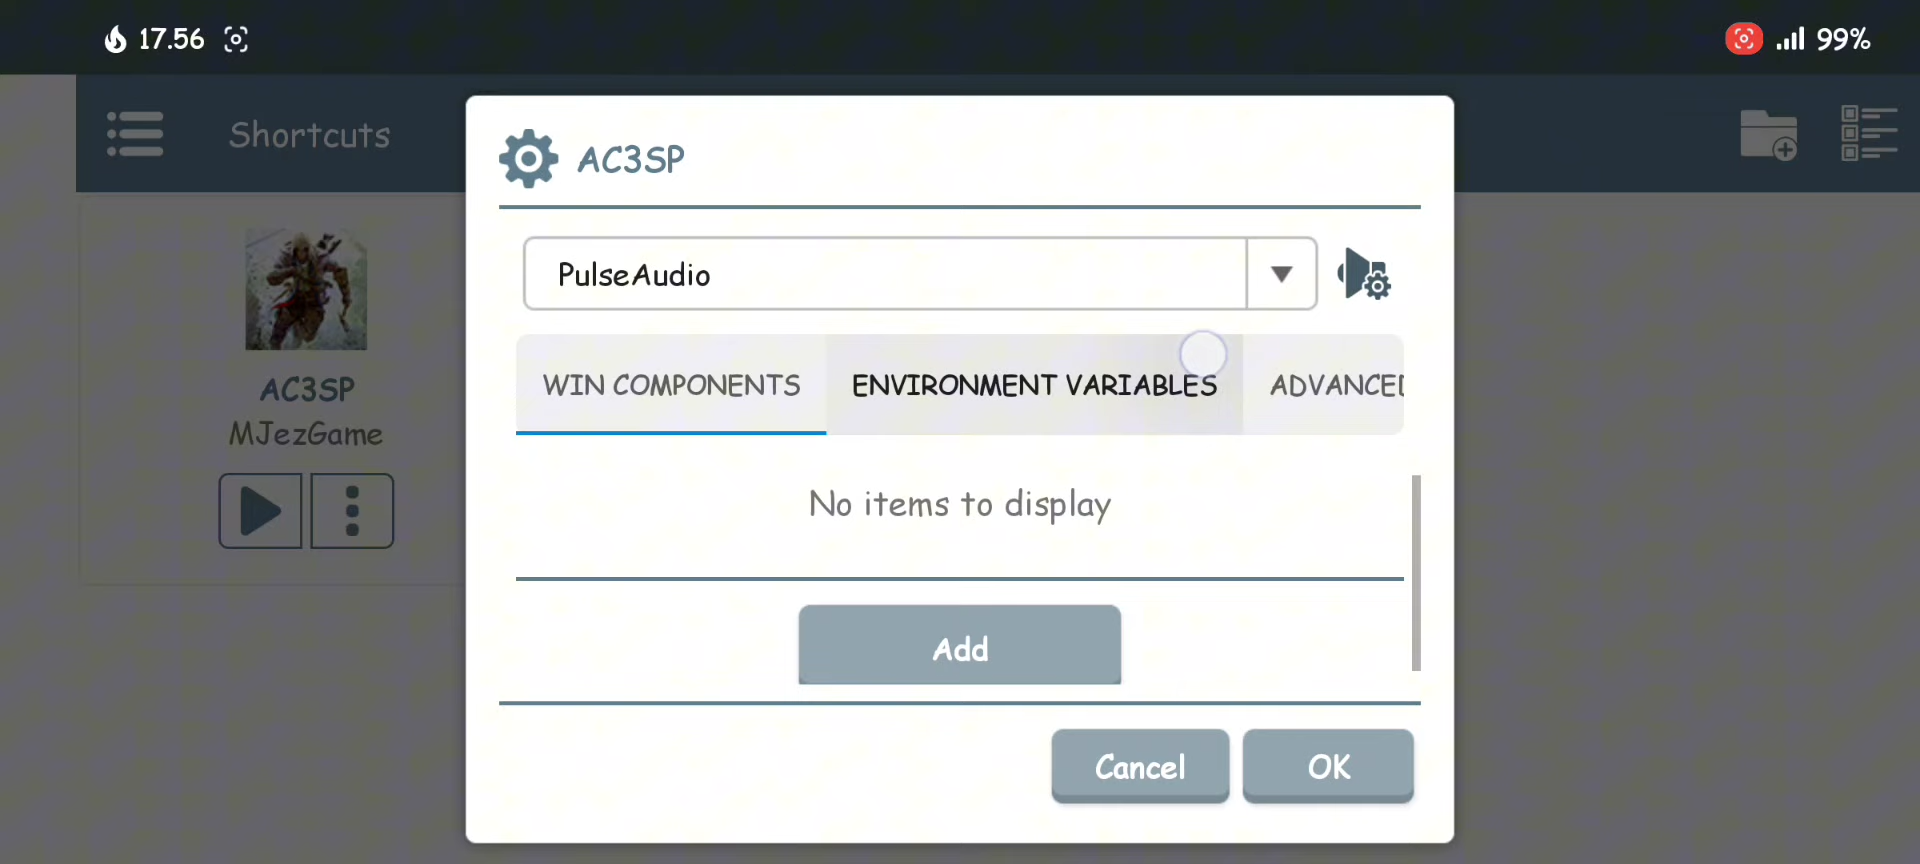 17.56
99%
Shortcuts
AC3SP
PulseAudio
WIN COMPONENTS
ENVIRONMENT VARIABLES
ADVANCED
No items to display
Add
Cancel
OK
AC3SP
MJezGame